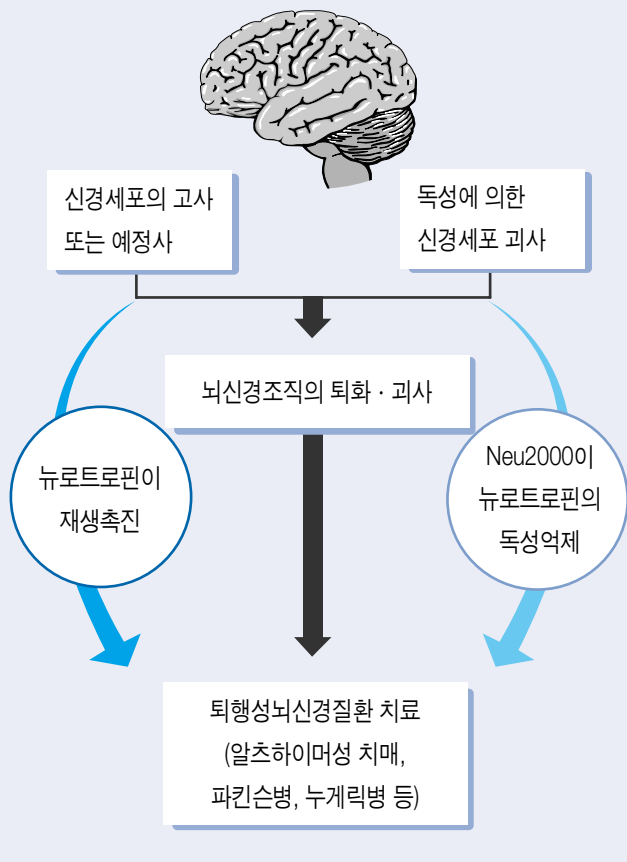 신경세포의 고사
또는 예정사
독성에 의한
신경세포 괴사
뇌신경조직의 퇴화 · 괴사
뉴로트로핀이
재생촉진
Neu2000이
뉴로트로핀의
독성억제
퇴행성뇌신경질환 치료
(알츠하이머성 치매,
파킨슨병, 누게릭병 등)